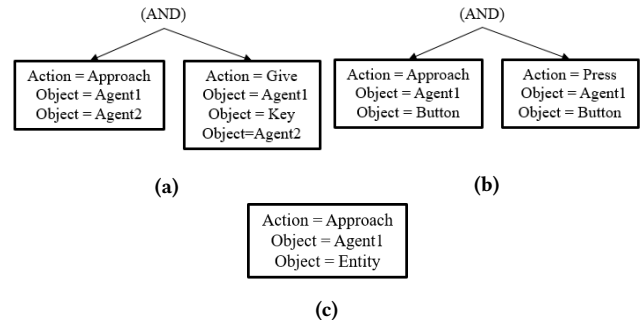 (AND)
Action = Approach
Object = Agent1
Object = Agent2
Action = Give
Object = Agent1
Object = Key
Object=Agent2
(a)
(AND)
Action = Approach
Object = Agent1
Object = Button
Action = Press
Object = Agent1
Object = Button
(b)
Action = Approach
Object = Agent1
Object = Entity
(c)